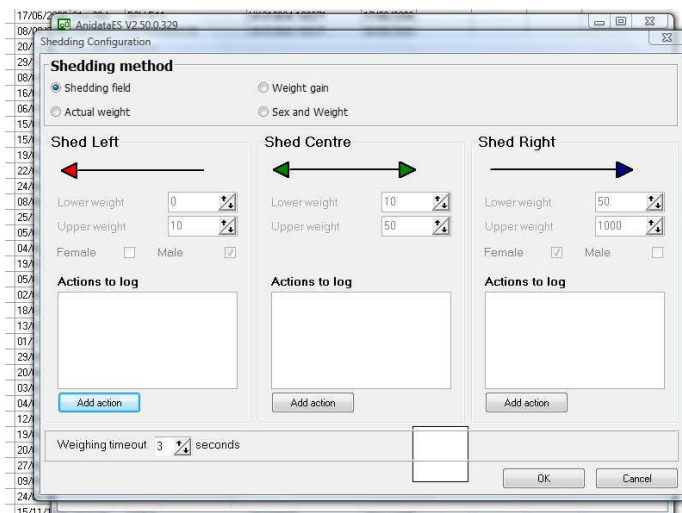 AnidataES V2.50.0.329
Shedding Configuration
Shedding method
Shedding field
Weight gain
Actual weight
Sex and Weight
Shed Left
Shed Centre
Shed Right
Lower weight 0
Lower weight 10
Lower weight 50
Upper weight 10
Upper weight 50
Upper weight 1000
Female Male
Female Male
Actions to log
Actions to log
Actions to log
Add action
Add action
Add action
Weighing timeout 3 seconds
OK
Cancel